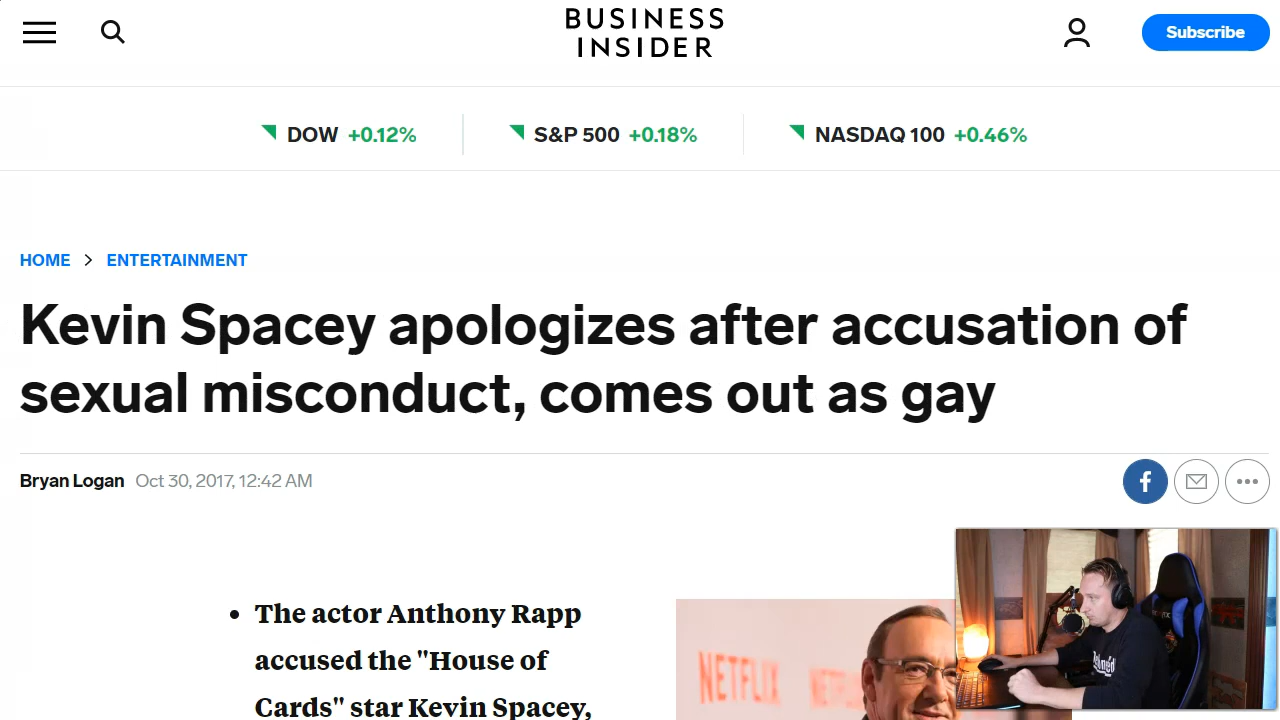 BUSINESS
INSIDER
Subscribe
DOW +0.12%
S&P 500 +0.18%
NASDAQ 100 +0.46%
HOME > ENTERTAINMENT
Kevin Spacey apologizes after accusation of
sexual misconduct, comes out as gay
Bryan Logan Oct 30, 2017, 12:42 AM
• The actor Anthony Rapp
accused the "House of
Cards" star Kevin Spacey,
NETFLIX